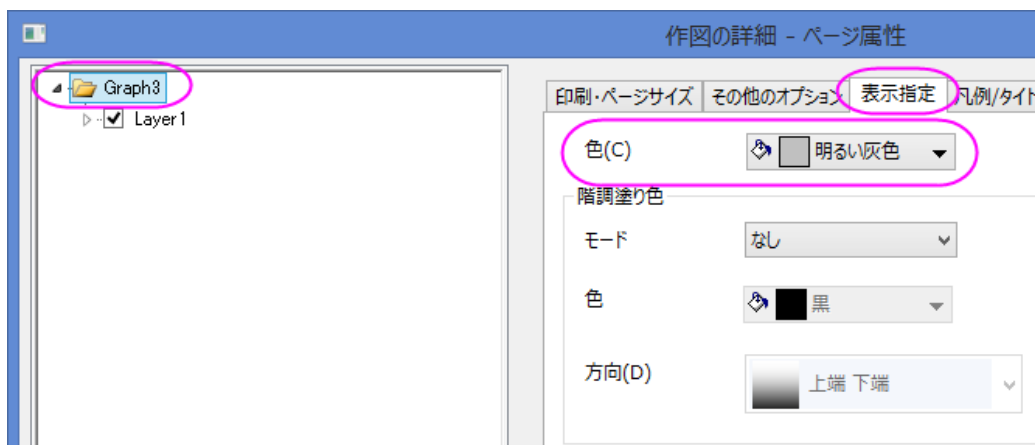 作図の詳細 - ページ属性
Graph3
Layer1
印刷・ページサイズ その他のオプション 表示指定 凡例/タイト
色(C) 明るい灰色
階調塗り色
モード なし
色 黒
方向(D) 上端 下端